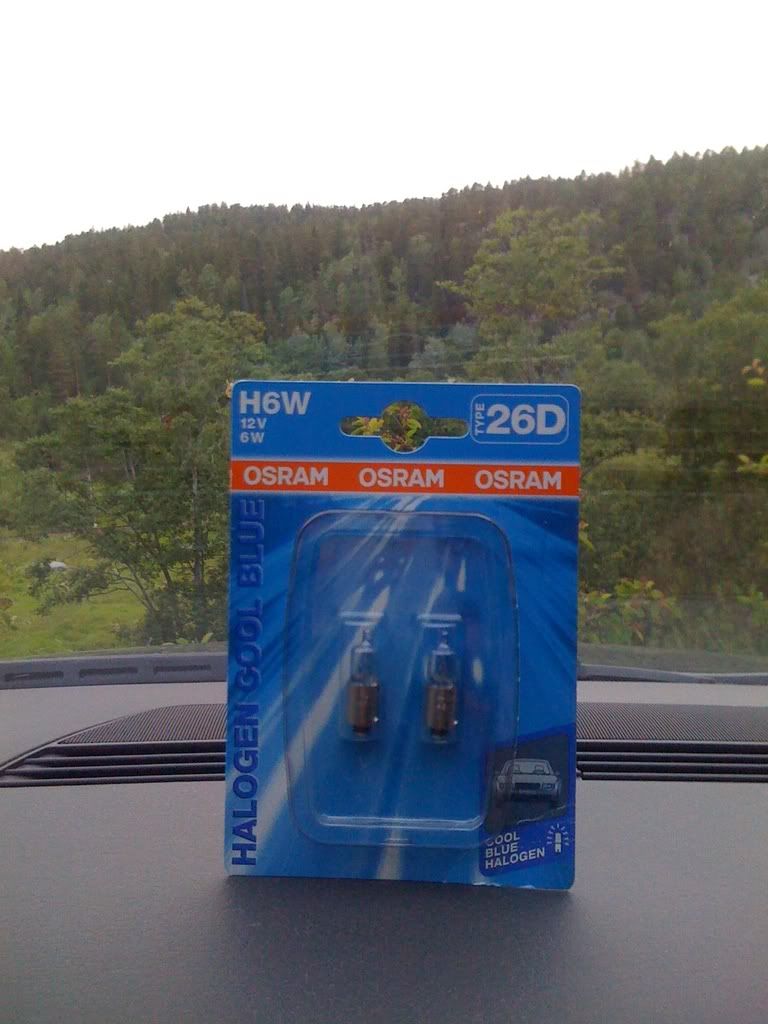 H6W
12V
6W
TYPE 26D
OSRAM OSRAM OSRAM
HALOGEN COOL BLUE
COOL
BLUE
HALOGEN